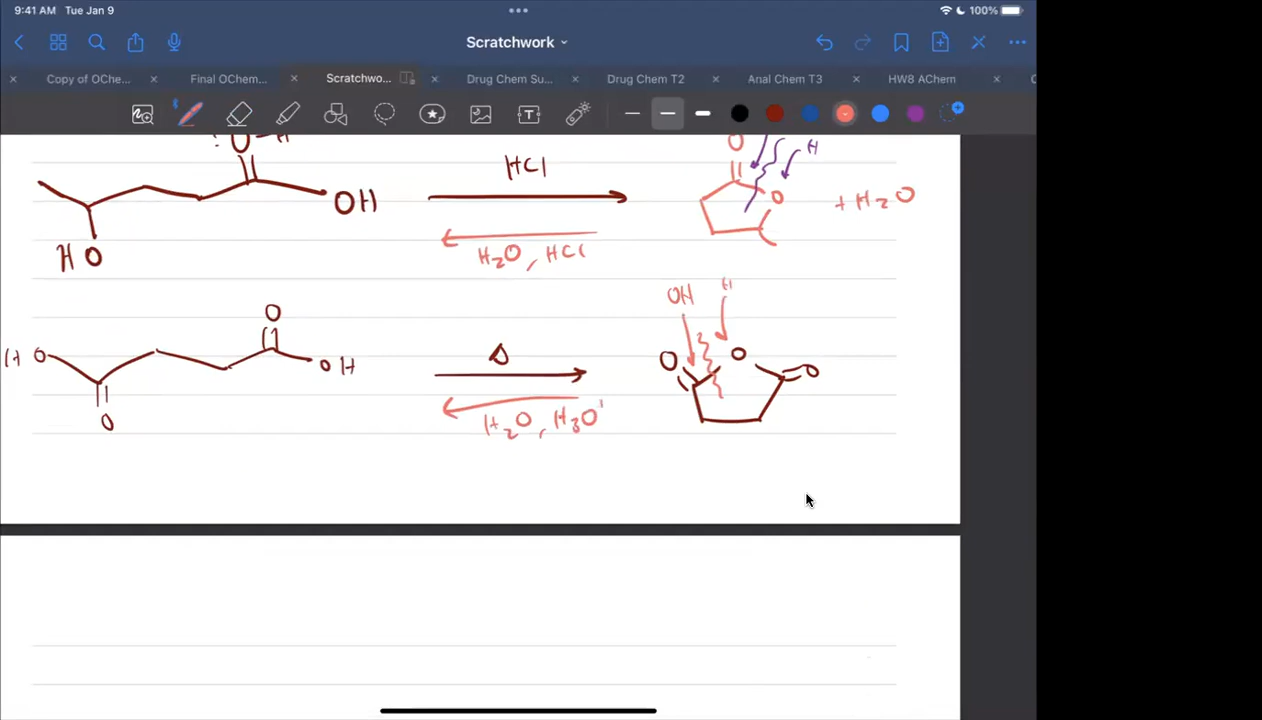 9:41 AM Tue Jan 9
100%
Scratchwork
Copy of OChe...
Final OChem...
Scratchwo...
Drug Chem Su...
Drug Chem T2
Anal Chem T3
HW8 AChem
O
H
O
H
OH
HCl
O
O
+ H2O
HO
H2O, HCl
O
OH
H
HO
OH
Δ
O
O
O
H2O, H3O+
O